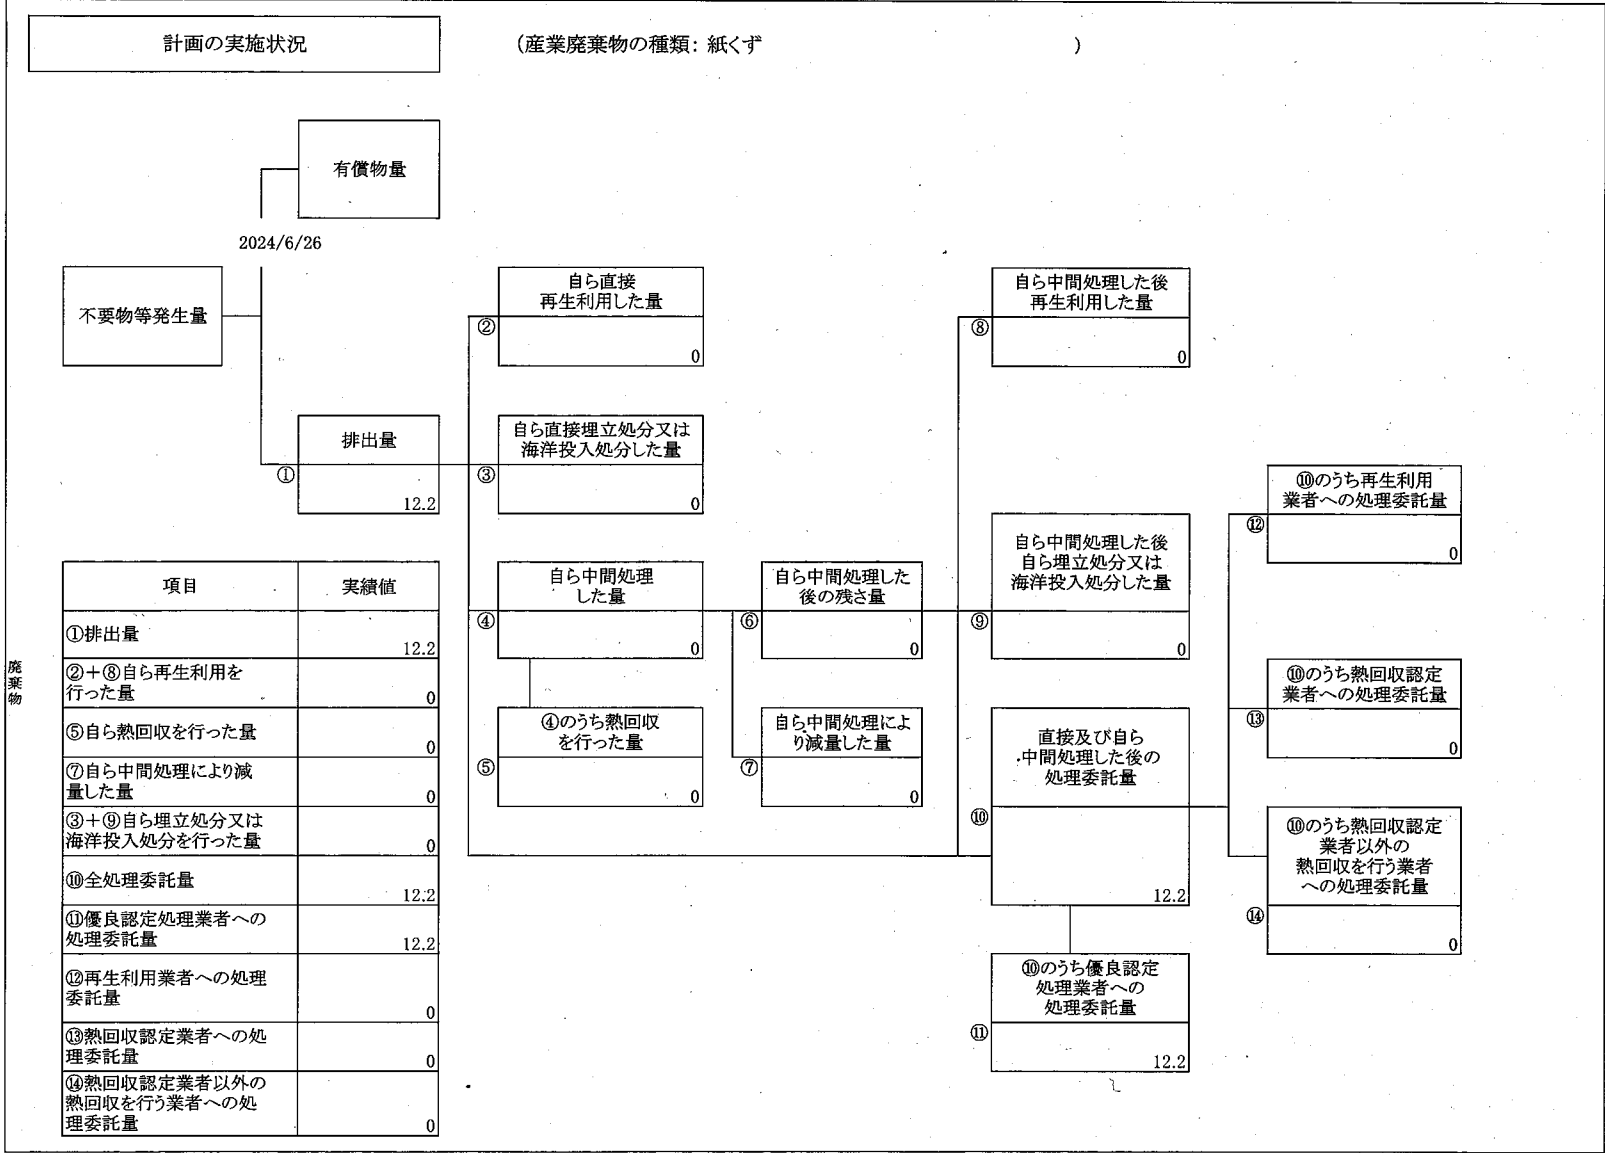 計画の実施状況
(産業廃棄物の種類: 紙くず )
有償物量
2024/6/26
不要物等発生量
排出量
①
12.2
自ら直接
再生利用した量
②
0
自ら直接埋立処分又は
海洋投入処分した量
③
0
自ら中間処理
した量
④
0
④のうち熱回収
を行った量
⑤
0
自ら中間処理した
後の残さ量
⑥
0
自ら中間処理によ
り減量した量
⑦
0
自ら中間処理した後
再生利用した量
⑧
0
自ら中間処理した後
自ら埋立処分又は
海洋投入処分した量
⑨
0
直接及び自ら
中間処理した後の
処理委託量
⑩
12.2
⑩のうち優良認定
処理業者への
処理委託量
⑪
12.2
⑩のうち再生利用
業者への処理委託量
⑫
0
⑩のうち熱回収認定
業者への処理委託量
⑬
0
⑩のうち熱回収認定
業者以外の
熱回収を行う業者
への処理委託量
⑭
0
項目 実績値
①排出量
12.2
②+⑧自ら再生利用を
行った量
0
⑤自ら熱回収を行った量
0
⑦自ら中間処理により減
量した量
0
③+⑨自ら埋立処分又は
海洋投入処分を行った量
0
⑩全処理委託量
12.2
⑪優良認定処理業者への
処理委託量
12.2
⑫再生利用業者への処理
委託量
0
⑬熱回収認定業者への処
理委託量
0
⑭熱回収認定業者以外の
熱回収を行う業者への処
理委託量
0
廃棄物